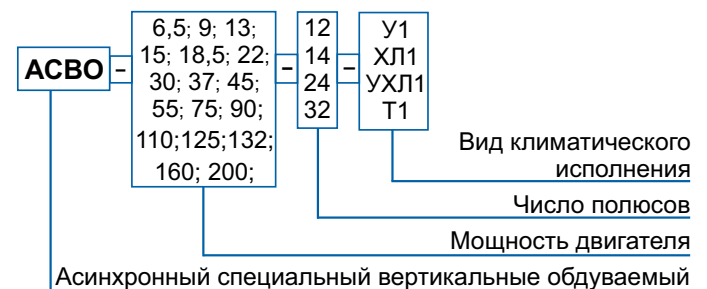 АСВО – 6,5; 9; 13;
15; 18,5; 22;
30; 37; 45;
55; 75; 90;
110;125;132;
160; 200;
– 12
14
24
32
– У1
ХЛ1
УХЛ1
Т1
Вид климатического
исполнения
Число полюсов
Мощность двигателя
Асинхронный специальный вертикальные обдуваемый